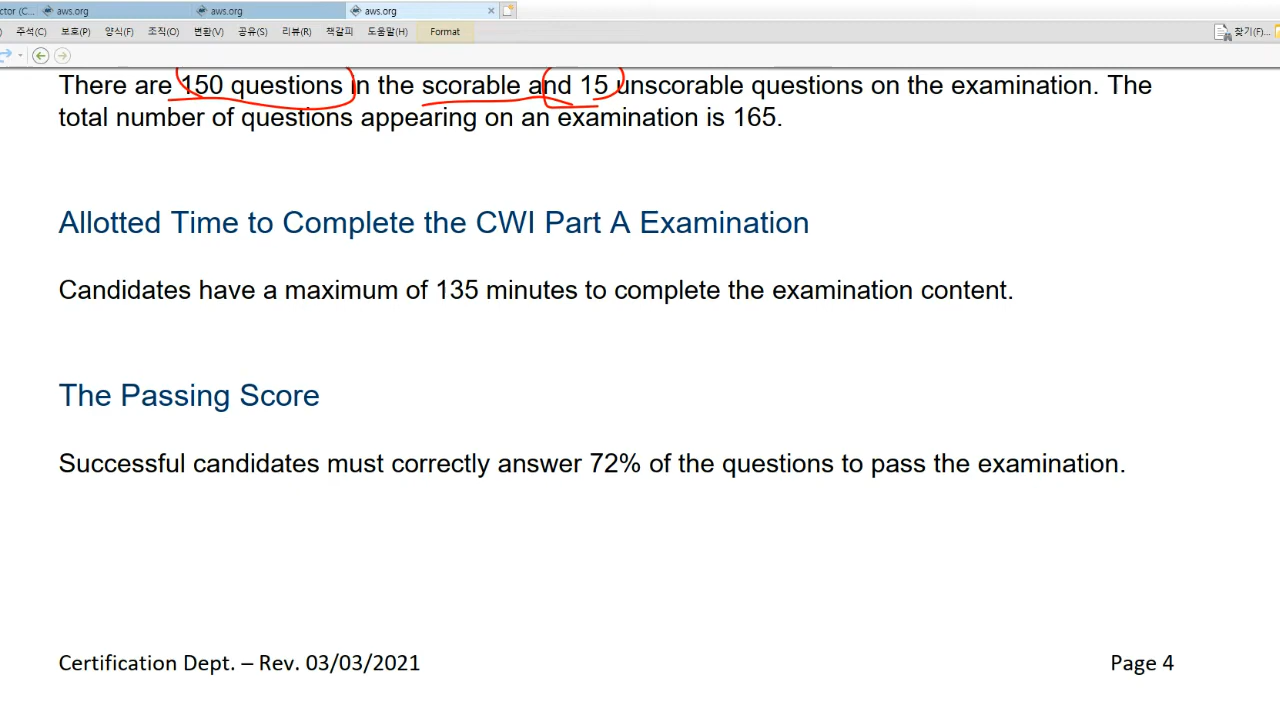 ctor (C... aws.org aws.org aws.org
주석(C) 보호(P) 양식(F) 조작(O) 변환(V) 공유(S) 리뷰(R) 책갈피 도움말(H) Format 찾기(F)...
There are 150 questions in the scorable and 15 unscorable questions on the examination. The
total number of questions appearing on an examination is 165.
Allotted Time to Complete the CWI Part A Examination
Candidates have a maximum of 135 minutes to complete the examination content.
The Passing Score
Successful candidates must correctly answer 72% of the questions to pass the examination.
Certification Dept. – Rev. 03/03/2021 Page 4